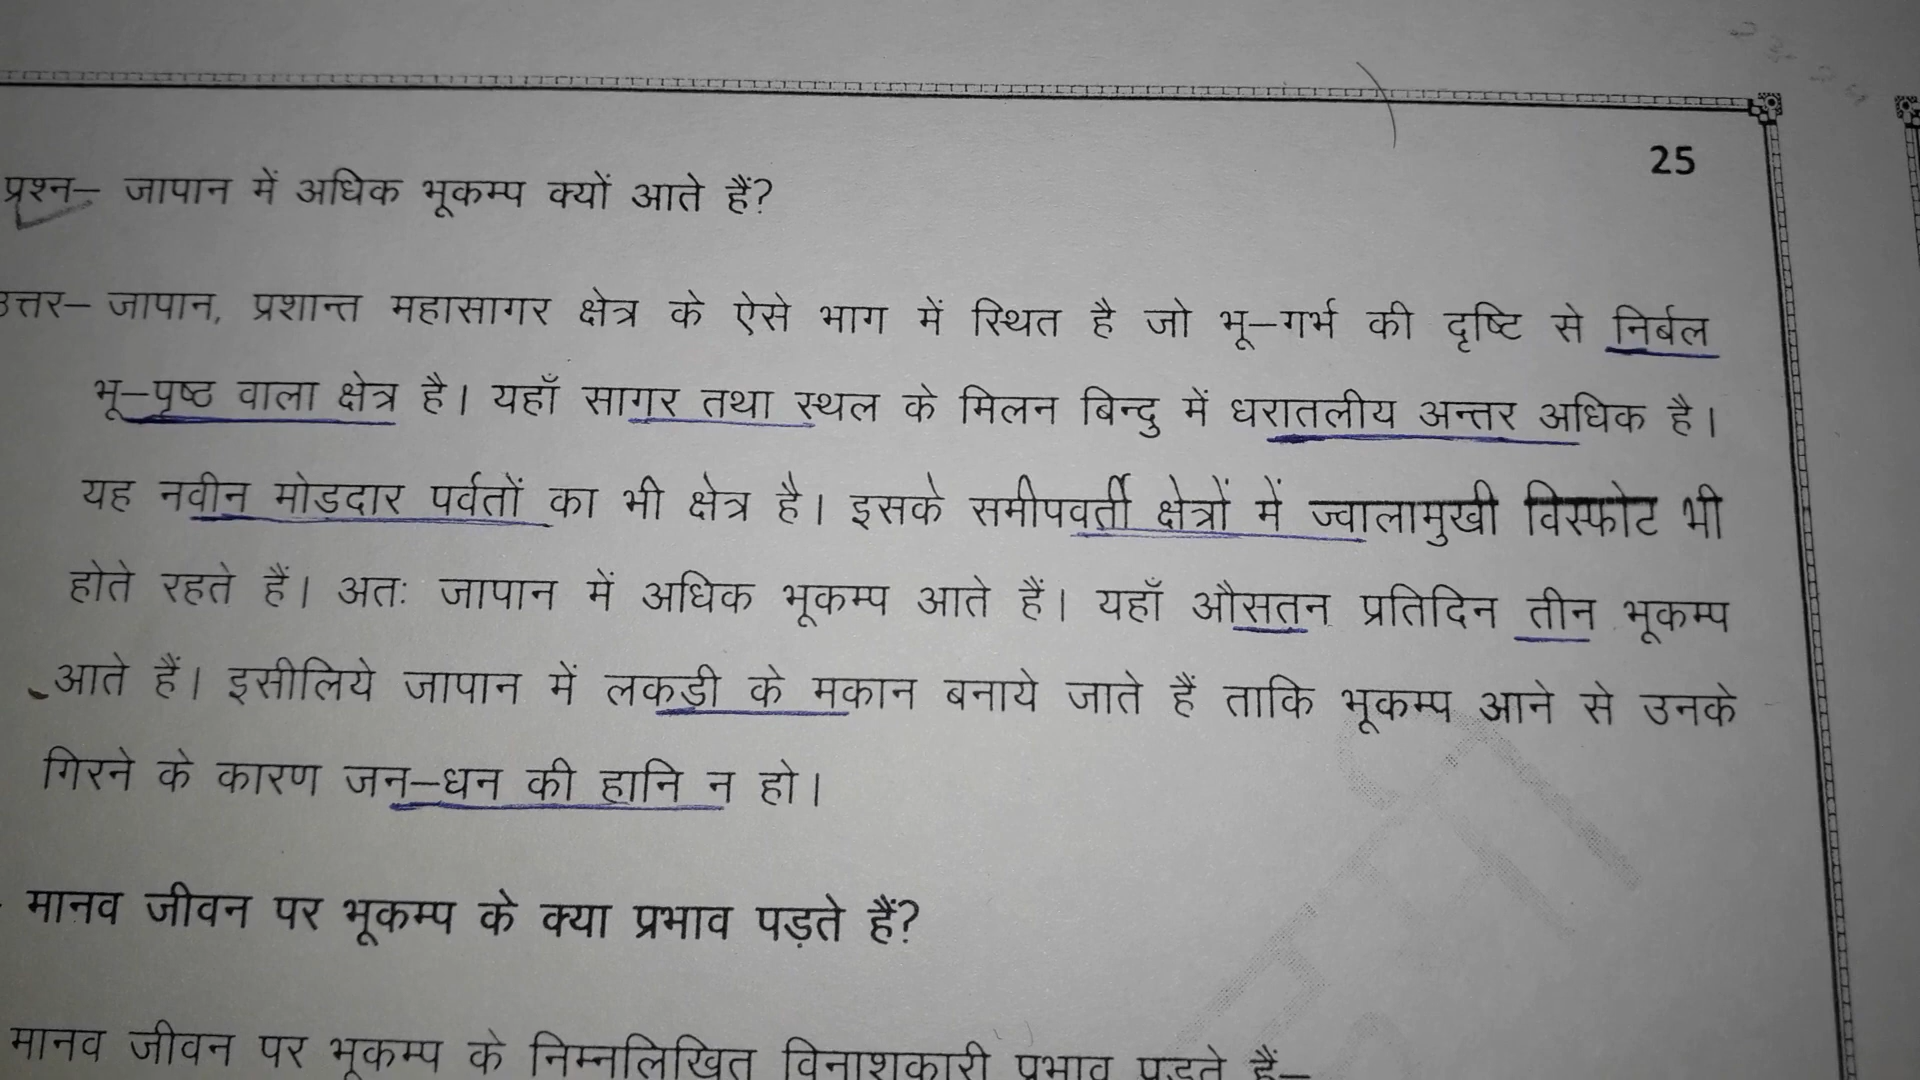 25
प्रश्न– जापान में अधिक भूकम्प क्यों आते हैं?
उत्तर– जापान, प्रशान्त महासागर क्षेत्र के ऐसे भाग में स्थित है जो भू–गर्भ की दृष्टि से निर्बल
भू–पृष्ठ वाला क्षेत्र है। यहाँ सागर तथा स्थल के मिलन बिन्दु में धरातलीय अन्तर अधिक है।
यह नवीन मोडदार पर्वतों का भी क्षेत्र है। इसके समीपवर्ती क्षेत्रों में ज्वालामुखी विस्फोट भी
होते रहते हैं। अतः जापान में अधिक भूकम्प आते हैं। यहाँ औसतन प्रतिदिन तीन भूकम्प
आते हैं। इसीलिये जापान में लकडी के मकान बनाये जाते हैं ताकि भूकम्प आने से उनके
गिरने के कारण जन–धन की हानि न हो।
मानव जीवन पर भूकम्प के क्या प्रभाव पड़ते हैं?
मानव जीवन पर भूकम्प के निम्नलिखित विनाशकारी प्रभाव पडते हैं–